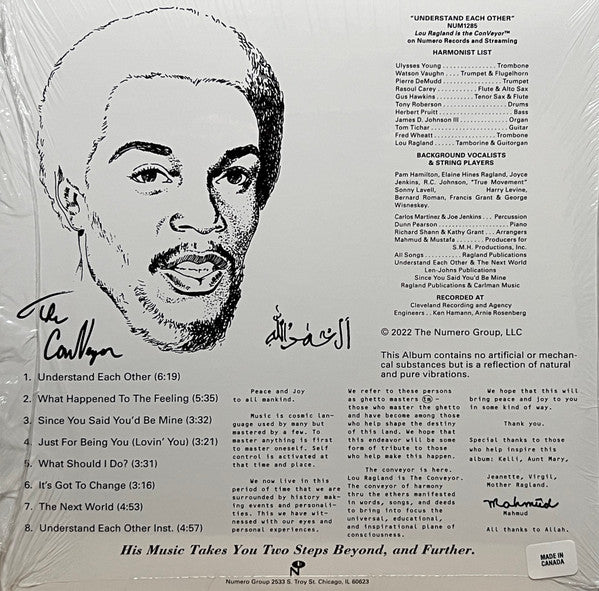 "UNDERSTAND EACH OTHER"
NUM1285
Lou Ragland is the ConVeyor™
on Numero Records and Streaming
HARMONIST LIST
Ulysses Young ............ Trombone
Watson Vaughn .... Trumpet & Flugelhorn
Pierre DeMudd ............ Trumpet
Rasoul Carey ........ Flute & Alto Sax
Gus Hawkins ........ Tenor Sax & Flute
Tony Roberson ............ Drums
Herbert Pruitt ............ Bass
James D. Johnson III ........ Organ
Tom Tichar ............ Guitar
Fred Wheatt ............ Trombone
Lou Ragland ...... Tamborine & Guitorgan
BACKGROUND VOCALISTS
& STRING PLAYERS
Pam Hamilton, Elaine Hines Ragland, Joyce
Jenkins, R.C. Johnson, "True Movement"
Sonny Lavell, Harry Levine,
Bernard Roman, Francis Grant & George
Wisneskey.
Carlos Martinez & Joe Jenkins ... Percussion
Dunn Pearson ............ Piano
Richard Shann & Kathy Grant ... Arrangers
Mahmud & Mustafa ........ Producers for
S.M.H. Productions, Inc.
All Songs ........ Ragland Publications
Understand Each Other & The Next World
Len-Johns Publications
Since You Said You'd Be Mine
Ragland Publications & Carlman Music
RECORDED AT
Cleveland Recording and Agency
Engineers .. Ken Hamann, Arnie Rosenberg
© 2022 The Numero Group, LLC
This Album contains no artificial or mechan-
cal substances but is a reflection of natural
and pure vibrations.
The
ConVeyor
1. Understand Each Other (6:19)
2. What Happened To The Feeling (5:35)
3. Since You Said You'd Be Mine (3:32)
4. Just For Being You (Lovin' You) (3:21)
5. What Should I Do? (3:31)
6. It's Got To Change (3:16)
7. The Next World (4:53)
8. Understand Each Other Inst. (4:57)
Peace and Joy
to all mankind.
Music is cosmic lan-
guage used by many but
mastered by a few. To
master anything is first
to master oneself. Self
control is activated at
that time and place.
We now live in this
period of time that we are
surrounded by history mak-
ing events and personali-
ties. This we have wit-
nessed with our eyes and
personal experiences.
We refer to these persons
as ghetto masters tm -
those who master the ghetto
and have become among those
who help shape the destiny
of this land. We hope that
this endeavor will be some
form of tribute to those
who help make this happen.
The conveyor is here.
Lou Ragland is The Conveyor.
The conveyor of harmony
thru the ethers manifested
in words, songs, and deeds
to bring into focus the
universal, educational,
and inspirational plane of
consciousness.
We hope that this will
bring peace and joy to you
in some kind of way.
Thank you.
Special thanks to those
who help inspire this
album: Kelli, Aunt Mary,
Jeanette, Virgil,
Mother Ragland.
Mahmūd
Mahmud
All thanks to Allah.
His Music Takes You Two Steps Beyond, and Further.
N
Numero Group 2533 S. Troy St. Chicago, IL 60623
MADE IN
CANADA